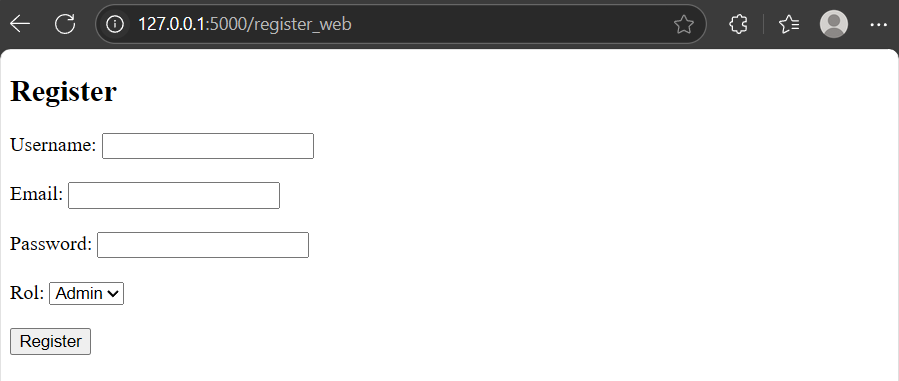 127.0.0.1:5000/register_web
Register
Username:
Email:
Password:
Rol: Admin
Register